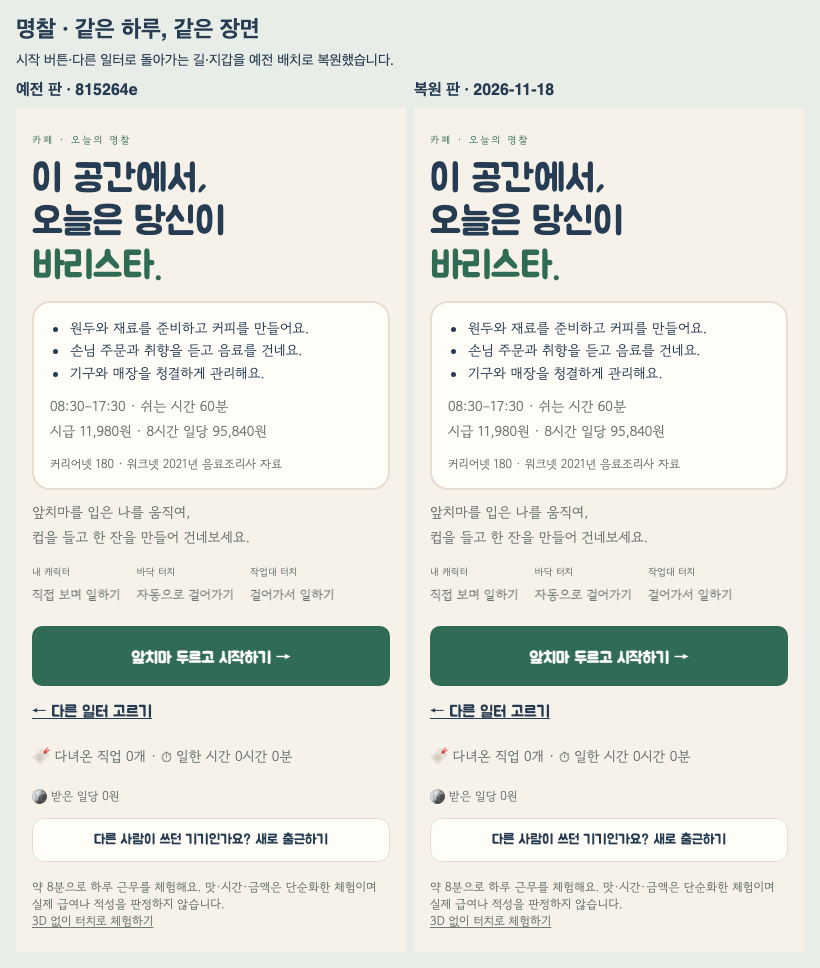 명찰 · 같은 하루, 같은 장면
시작 버튼·다른 일터로 돌아가는 길·지갑을 예전 배치로 복원했습니다.
예전 판 · 815264e
카페 · 오늘의 명찰
이 공간에서,
오늘은 당신이
바리스타.
• 원두와 재료를 준비하고 커피를 만들어요.
• 손님 주문과 취향을 듣고 음료를 건네요.
• 기구와 매장을 청결하게 관리해요.
08:30–17:30 · 쉬는 시간 60분
시급 11,980원 · 8시간 일당 95,840원
커리어넷 180 · 워크넷 2021년 음료조리사 자료
앞치마를 입은 나를 움직여,
컵을 들고 한 잔을 만들어 건네보세요.
내 캐릭터 바닥 터치 작업대 터치
직접 보며 일하기 자동으로 걸어가기 걸어가서 일하기
앞치마 두르고 시작하기 →
← 다른 일터 고르기
다녀온 직업 0개 · ⏱ 일한 시간 0시간 0분
받은 일당 0원
다른 사람이 쓰던 기기인가요? 새로 출근하기
약 8분으로 하루 근무를 체험해요. 맛·시간·금액은 단순화한 체험이며
실제 급여나 적성을 판정하지 않습니다.
3D 없이 터치로 체험하기
복원 판 · 2026-11-18
카페 · 오늘의 명찰
이 공간에서,
오늘은 당신이
바리스타.
• 원두와 재료를 준비하고 커피를 만들어요.
• 손님 주문과 취향을 듣고 음료를 건네요.
• 기구와 매장을 청결하게 관리해요.
08:30–17:30 · 쉬는 시간 60분
시급 11,980원 · 8시간 일당 95,840원
커리어넷 180 · 워크넷 2021년 음료조리사 자료
앞치마를 입은 나를 움직여,
컵을 들고 한 잔을 만들어 건네보세요.
내 캐릭터 바닥 터치 작업대 터치
직접 보며 일하기 자동으로 걸어가기 걸어가서 일하기
앞치마 두르고 시작하기 →
← 다른 일터 고르기
다녀온 직업 0개 · ⏱ 일한 시간 0시간 0분
받은 일당 0원
다른 사람이 쓰던 기기인가요? 새로 출근하기
약 8분으로 하루 근무를 체험해요. 맛·시간·금액은 단순화한 체험이며
실제 급여나 적성을 판정하지 않습니다.
3D 없이 터치로 체험하기